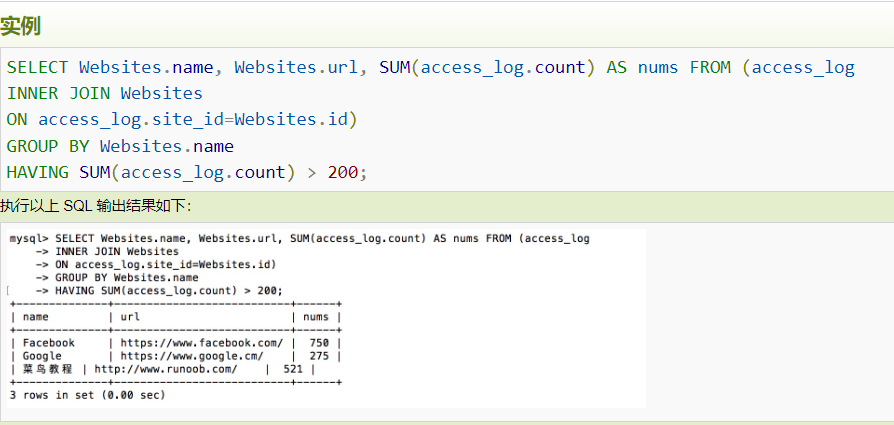 实例
SELECT Websites.name, Websites.url, SUM(access_log.count) AS nums FROM (access_log
INNER JOIN Websites
ON access_log.site_id=Websites.id)
GROUP BY Websites.name
HAVING SUM(access_log.count) > 200;
执行以上 SQL 输出结果如下：
mysql> SELECT Websites.name, Websites.url, SUM(access_log.count) AS nums FROM (access_log
    -> INNER JOIN Websites
    -> ON access_log.site_id=Websites.id)
    -> GROUP BY Websites.name
[   -> HAVING SUM(access_log.count) > 200;
+--------------+---------------------------+------+
| name         | url                       | nums |
+--------------+---------------------------+------+
| Facebook     | https://www.facebook.com/ |  750 |
| Google       | https://www.google.cm/    |  275 |
| 菜鸟教程 | http://www.runoob.com/    |  521 |
+--------------+---------------------------+------+
3 rows in set (0.00 sec)